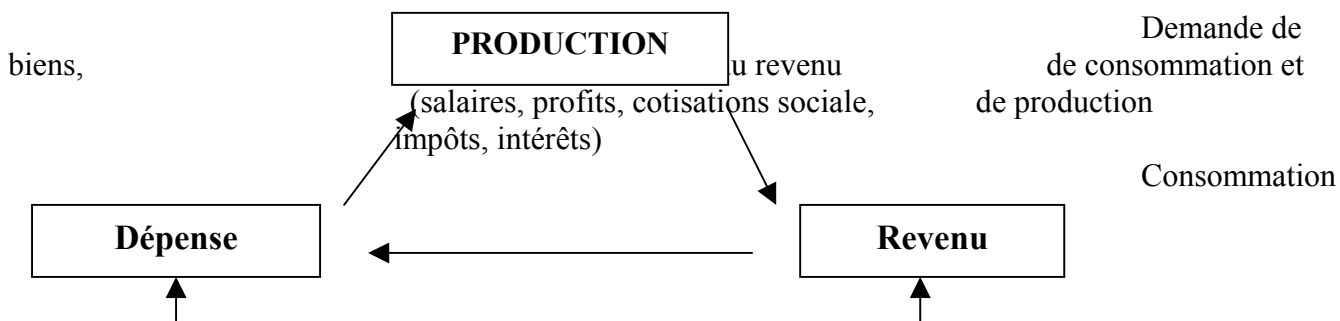 Demande de
PRODUCTION
biens, u revenu de consommation et
(salaires, profits, cotisations sociale, de production
impôts, intérêts)
Consommation
Dépense Revenu